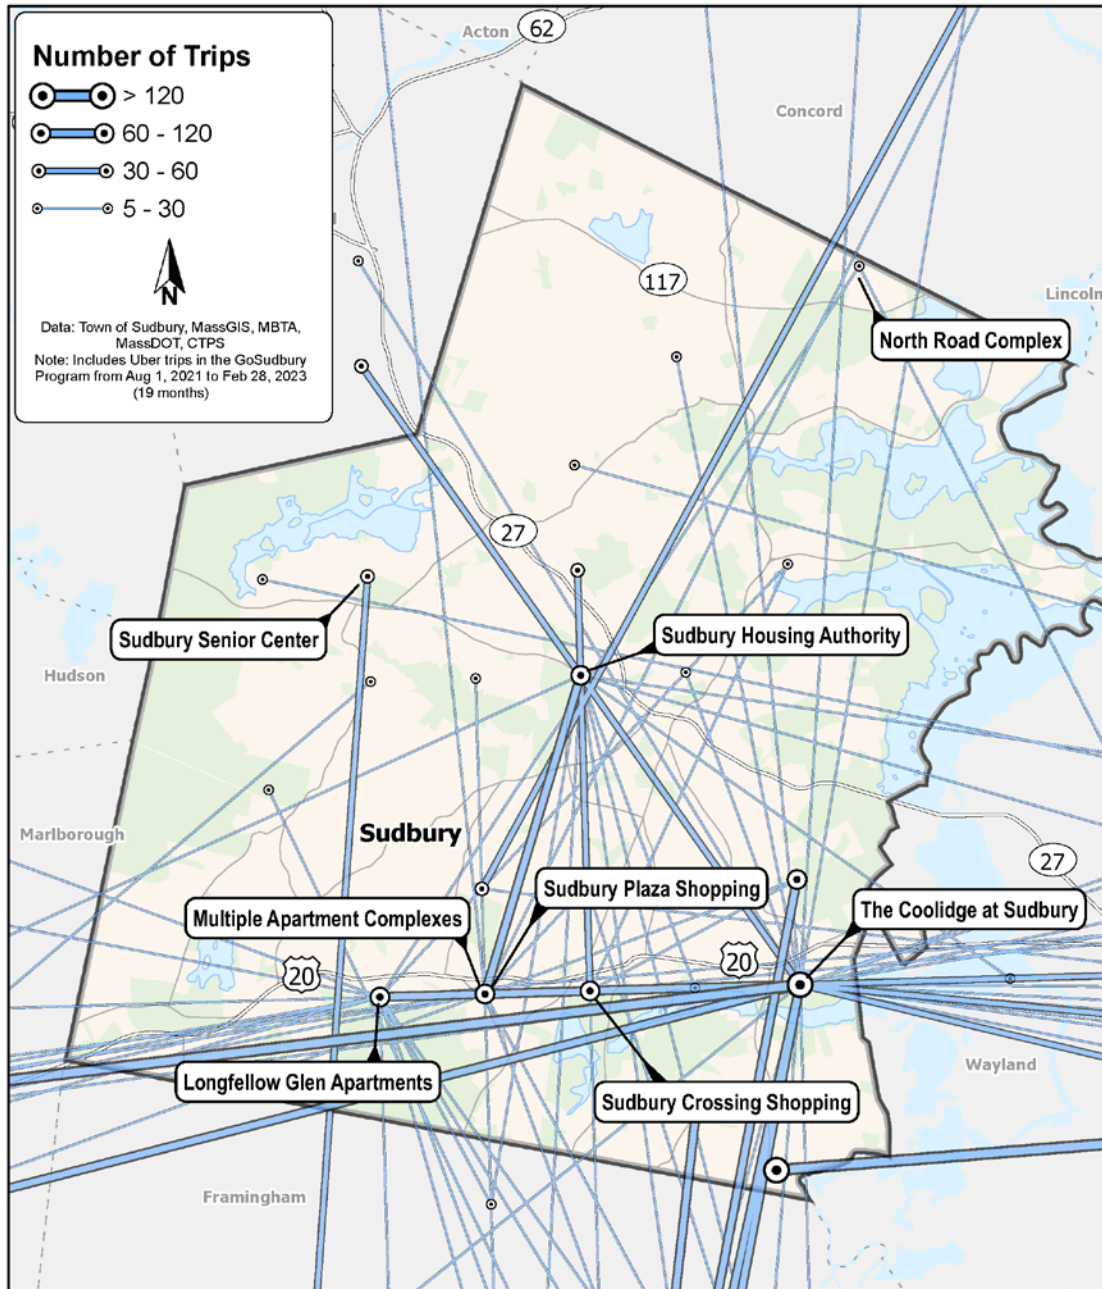 Number of Trips
> 120
60 - 120
30 - 60
5 - 30
N
Data: Town of Sudbury, MassGIS, MBTA,
MassDOT, CTPS
Note: Includes Uber trips in the GoSudbury
Program from Aug 1, 2021 to Feb 28, 2023
(19 months)
Acton
62
Concord
117
Lincoln
North Road Complex
27
Sudbury Senior Center
Sudbury Housing Authority
Hudson
Marlborough
Sudbury
27
Sudbury Plaza Shopping
Multiple Apartment Complexes
The Coolidge at Sudbury
20
20
Longfellow Glen Apartments
Sudbury Crossing Shopping
Wayland
Framingham